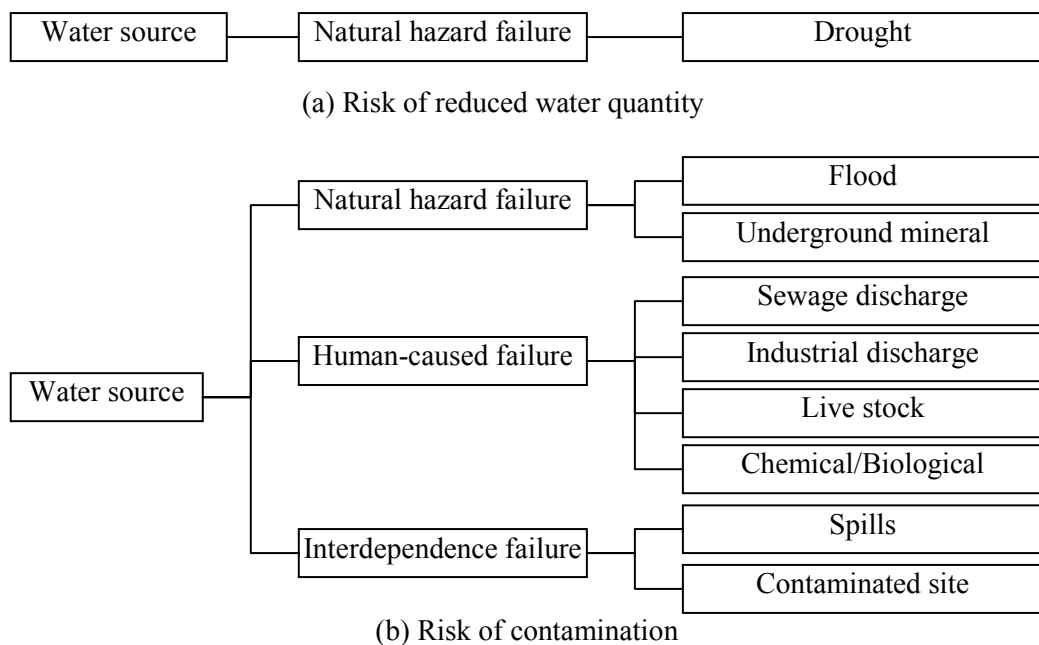 Water source
Natural hazard failure
Drought
(a) Risk of reduced water quantity
Water source
Natural hazard failure
Flood
Underground mineral
Human-caused failure
Sewage discharge
Industrial discharge
Live stock
Chemical/Biological
Interdependence failure
Spills
Contaminated site
(b) Risk of contamination